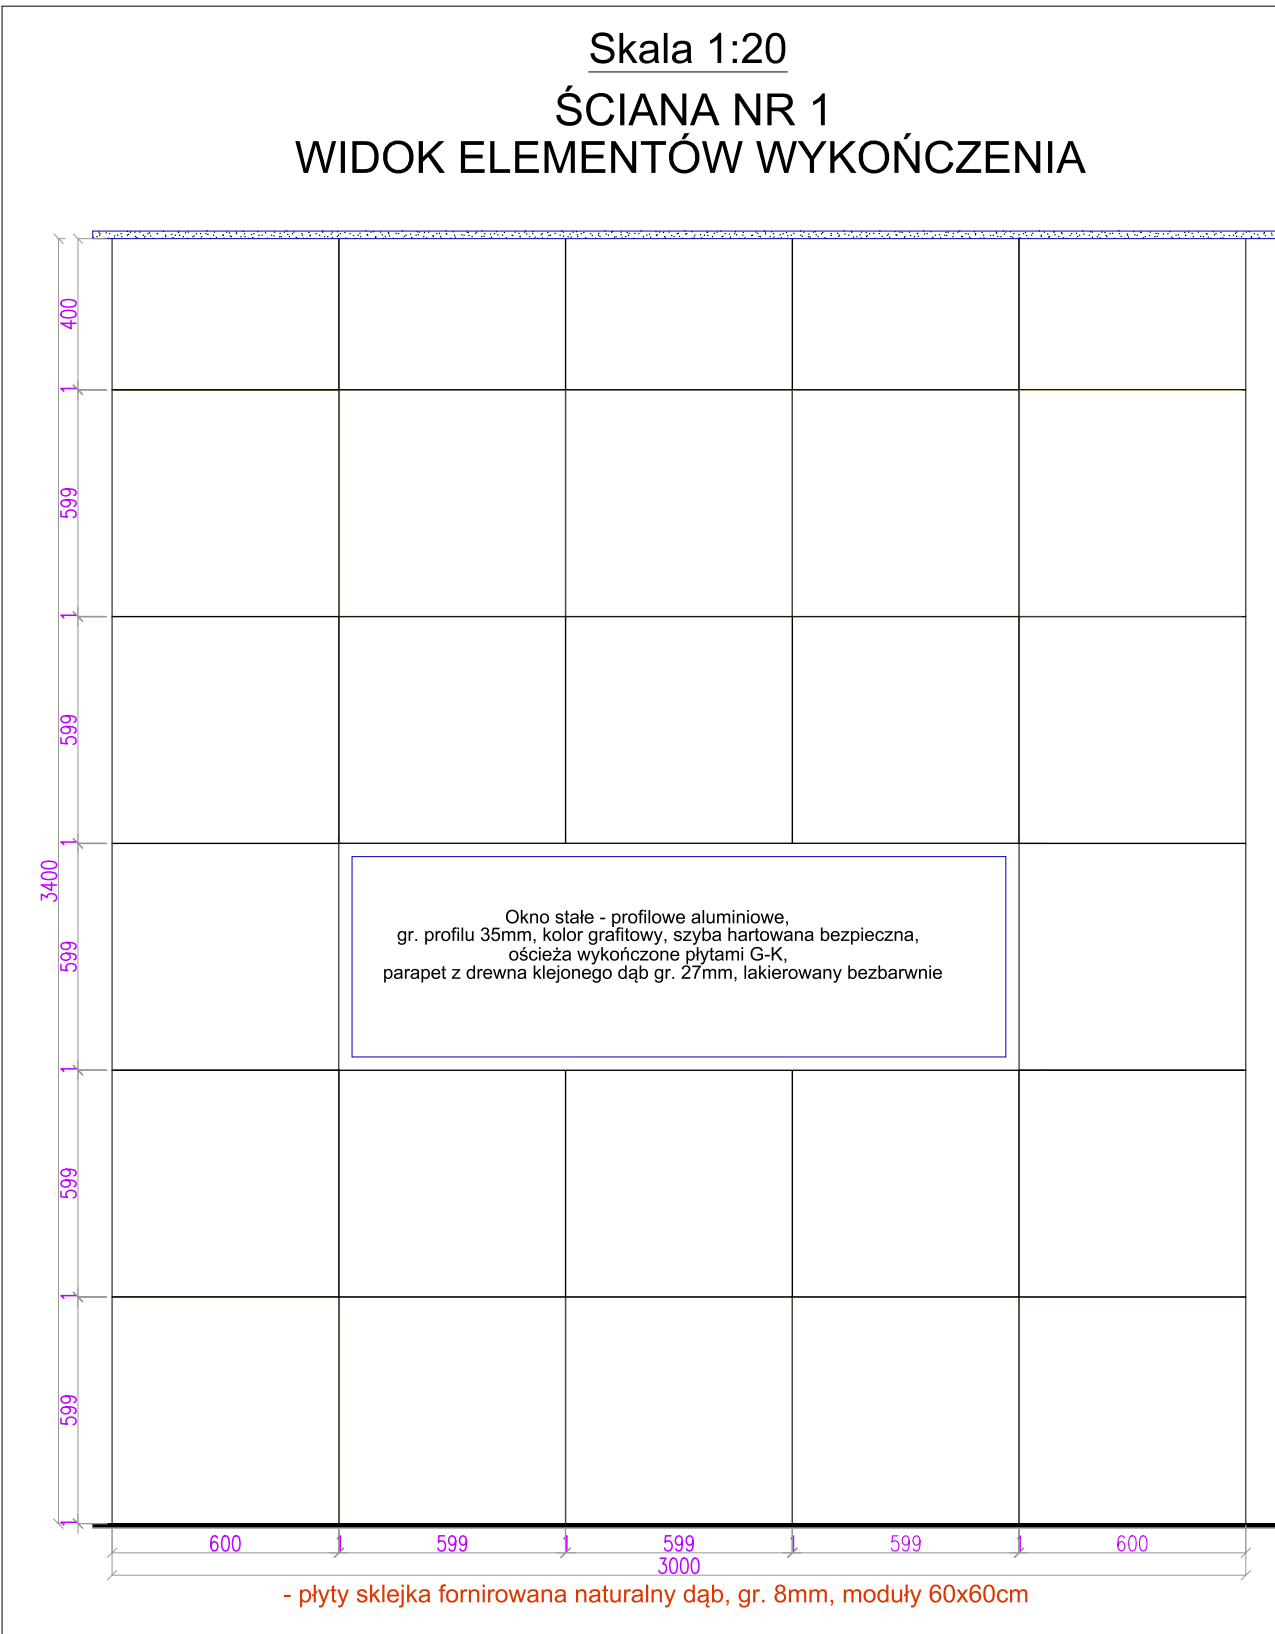 Skala 1:20
ŚCIANA NR 1
WIDOK ELEMENTÓW WYKOŃCZENIA
400
1
599
1
599
1
3400
599
1
599
1
599
1
Okno stałe - profilowe aluminiowe,
gr. profilu 35mm, kolor grafitowy, szyba hartowana bezpieczna,
ościeża wykończone płytami G-K,
parapet z drewna klejonego dąb gr. 27mm, lakierowany bezbarwnie
600 1 599 1 599 1 599 1 600
3000
- płyty sklejka fornirowana naturalny dąb, gr. 8mm, moduły 60x60cm